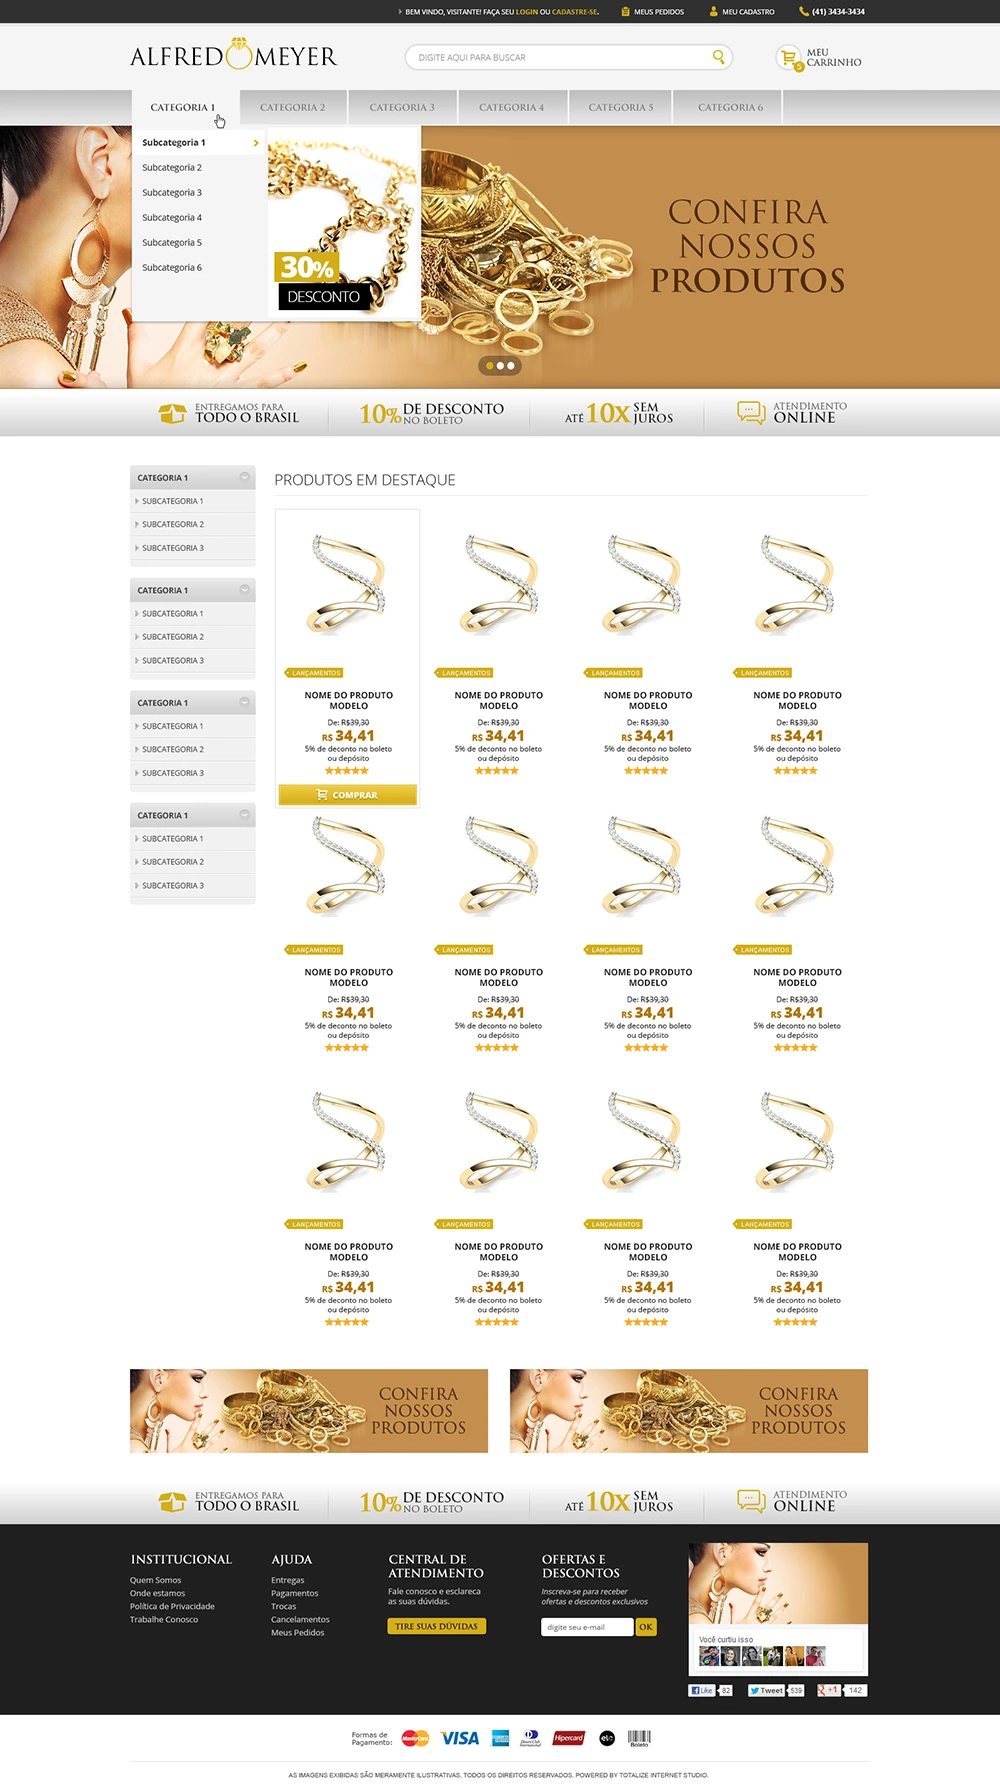 BEM VINDO, VISITANTE! FAÇA SEU LOGIN OU CADASTRE-SE.
MEUS PEDIDOS
MEU CADASTRO
(41) 3434-3434
ALFREDO MEYER
DIGITE AQUI PARA BUSCAR
5
MEU
CARRINHO
CATEGORIA 1
CATEGORIA 2
CATEGORIA 3
CATEGORIA 4
CATEGORIA 5
CATEGORIA 6
Subcategoria 1
Subcategoria 2
Subcategoria 3
Subcategoria 4
Subcategoria 5
Subcategoria 6
30%
DESCONTO
CONFIRA
NOSSOS
PRODUTOS
ENTREGAMOS PARA
TODO O BRASIL
10% DE DESCONTO
NO BOLETO
ATÉ 10X SEM
JUROS
ATENDIMENTO
ONLINE
CATEGORIA 1
SUBCATEGORIA 1
SUBCATEGORIA 2
SUBCATEGORIA 3
CATEGORIA 1
SUBCATEGORIA 1
SUBCATEGORIA 2
SUBCATEGORIA 3
CATEGORIA 1
SUBCATEGORIA 1
SUBCATEGORIA 2
SUBCATEGORIA 3
CATEGORIA 1
SUBCATEGORIA 1
SUBCATEGORIA 2
SUBCATEGORIA 3
PRODUTOS EM DESTAQUE
LANÇAMENTOS
NOME DO PRODUTO
MODELO
De: R$39,30
R$ 34,41
5% de deconto no boleto
ou depósito
COMPRAR
LANÇAMENTOS
NOME DO PRODUTO
MODELO
De: R$39,30
R$ 34,41
5% de deconto no boleto
ou depósito
LANÇAMENTOS
NOME DO PRODUTO
MODELO
De: R$39,30
R$ 34,41
5% de deconto no boleto
ou depósito
LANÇAMENTOS
NOME DO PRODUTO
MODELO
De: R$39,30
R$ 34,41
5% de deconto no boleto
ou depósito
LANÇAMENTOS
NOME DO PRODUTO
MODELO
De: R$39,30
R$ 34,41
5% de deconto no boleto
ou depósito
LANÇAMENTOS
NOME DO PRODUTO
MODELO
De: R$39,30
R$ 34,41
5% de deconto no boleto
ou depósito
LANÇAMENTOS
NOME DO PRODUTO
MODELO
De: R$39,30
R$ 34,41
5% de deconto no boleto
ou depósito
LANÇAMENTOS
NOME DO PRODUTO
MODELO
De: R$39,30
R$ 34,41
5% de deconto no boleto
ou depósito
LANÇAMENTOS
NOME DO PRODUTO
MODELO
De: R$39,30
R$ 34,41
5% de deconto no boleto
ou depósito
LANÇAMENTOS
NOME DO PRODUTO
MODELO
De: R$39,30
R$ 34,41
5% de deconto no boleto
ou depósito
LANÇAMENTOS
NOME DO PRODUTO
MODELO
De: R$39,30
R$ 34,41
5% de deconto no boleto
ou depósito
LANÇAMENTOS
NOME DO PRODUTO
MODELO
De: R$39,30
R$ 34,41
5% de deconto no boleto
ou depósito
CONFIRA
NOSSOS
PRODUTOS
CONFIRA
NOSSOS
PRODUTOS
ENTREGAMOS PARA
TODO O BRASIL
10% DE DESCONTO
NO BOLETO
ATÉ 10X SEM
JUROS
ATENDIMENTO
ONLINE
INSTITUCIONAL
Quem Somos
Onde estamos
Política de Privacidade
Trabalhe Conosco
AJUDA
Entregas
Pagamentos
Trocas
Cancelamentos
Meus Pedidos
CENTRAL DE
ATENDIMENTO
Fale conosco e esclareca
as suas dúvidas.
TIRE SUAS DÚVIDAS
OFERTAS E
DESCONTOS
Inscreva-se para receber
ofertas e descontos exclusivos
digite seu e-mail
OK
Você curtiu isso
Like 82
Tweet 539
+1 142
Formas de
Pagamento:
MasterCard
VISA
Diners Club
International
Hipercard
elo
Boleto
AS IMAGENS EXIBIDAS SÃO MERAMENTE ILUSTRATIVAS. TODOS OS DIREITOS RESERVADOS. POWERED BY TOTALIZE INTERNET STUDIO.